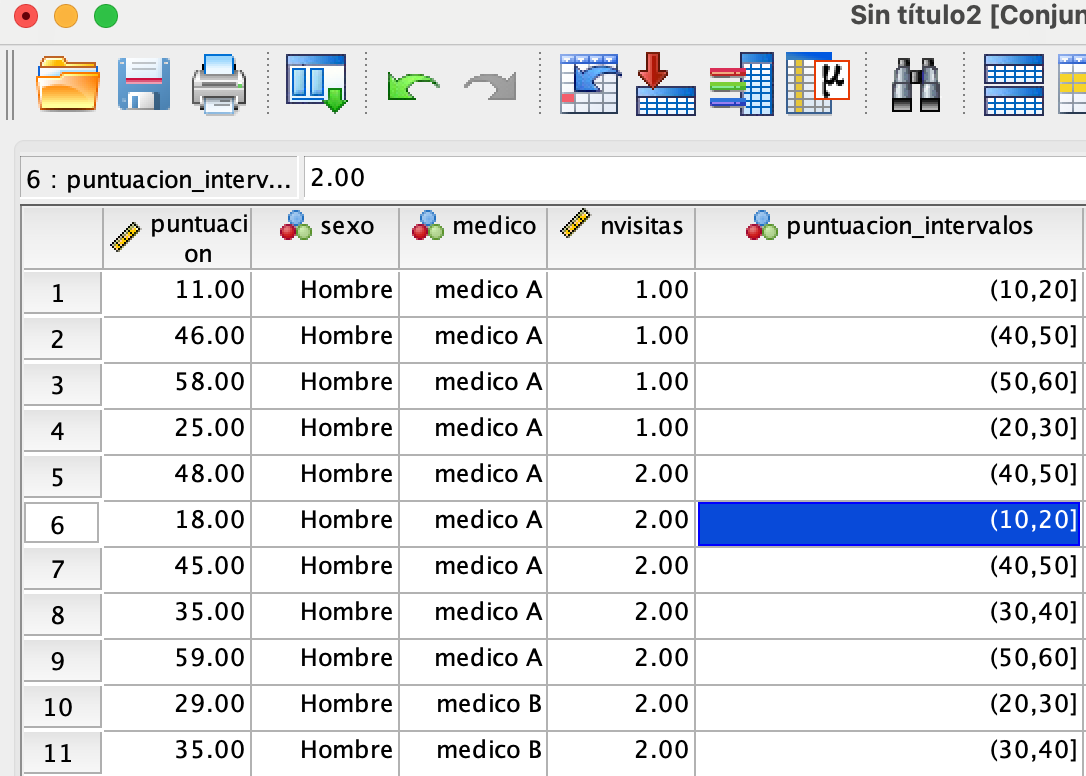 Sin título2 [Conjun
6 : puntuacion_interv... 2.00
puntuaci
on sexo medico nvisitas puntuacion_intervalos
1 11.00 Hombre medico A 1.00 (10,20]
2 46.00 Hombre medico A 1.00 (40,50]
3 58.00 Hombre medico A 1.00 (50,60]
4 25.00 Hombre medico A 1.00 (20,30]
5 48.00 Hombre medico A 2.00 (40,50]
6 18.00 Hombre medico A 2.00 (10,20]
7 45.00 Hombre medico A 2.00 (40,50]
8 35.00 Hombre medico A 2.00 (30,40]
9 59.00 Hombre medico A 2.00 (50,60]
10 29.00 Hombre medico B 2.00 (20,30]
11 35.00 Hombre medico B 2.00 (30,40]